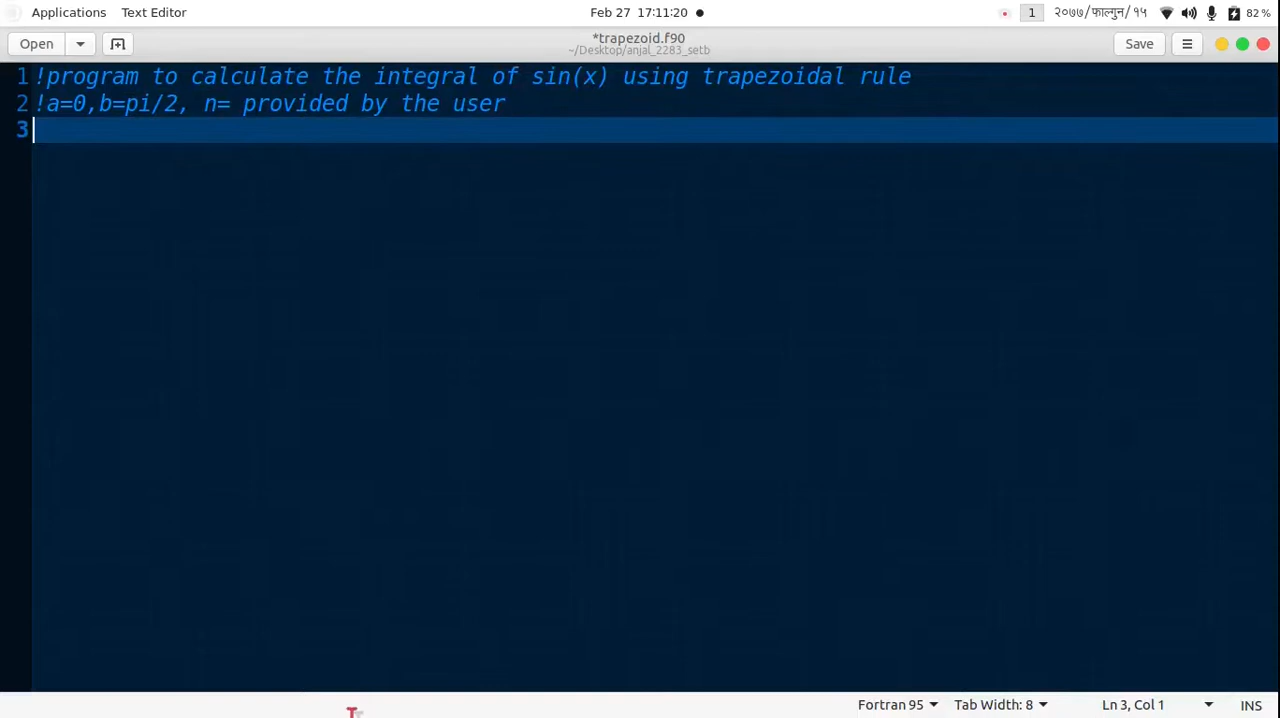 Applications Text Editor Feb 27 17:11:20 1 २०७७/फाल्गुन/१५ 82%
Open *trapezoid.f90 Save
~/Desktop/anjal_2283_setb
1 !program to calculate the integral of sin(x) using trapezoidal rule
2 !a=0,b=pi/2, n= provided by the user
3
Fortran 95 Tab Width: 8 Ln 3, Col 1 INS